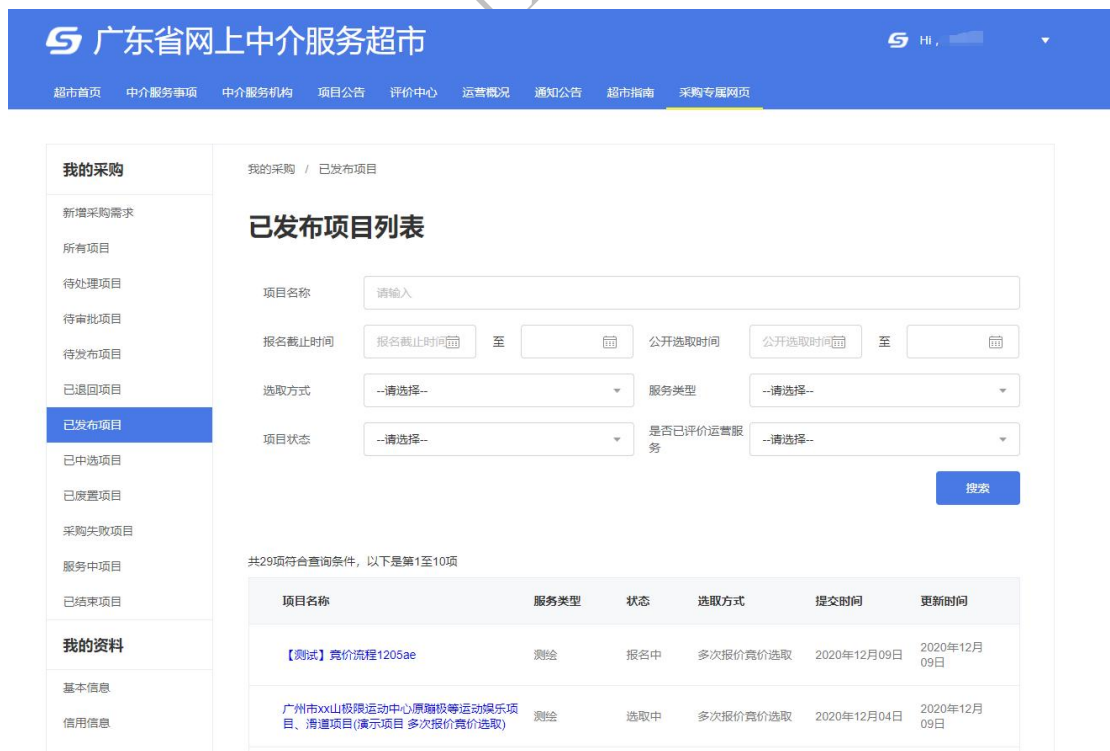 广东省网上中介服务超市
Hi ,
超市首页 中介服务事项 中介服务机构 项目公告 评价中心 运营概况 通知公告 超市指南 采购专属网页
我的采购
新增采购需求
所有项目
待处理项目
待审批项目
待发布项目
已退回项目
已发布项目
已中选项目
已废置项目
采购失败项目
服务中项目
已结束项目
我的资料
基本信息
信用信息
我的采购 / 已发布项目
已发布项目列表
项目名称 请输入
报名截止时间 报名截止时间 至 公开选取时间 公开选取时间 至
选取方式 --请选择-- 服务类型 --请选择--
项目状态 --请选择-- 是否已评价运营服
务 --请选择--
搜索
共29项符合查询条件，以下是第1至10项
项目名称 服务类型 状态 选取方式 提交时间 更新时间
【测试】竞价流程1205ae 测绘 报名中 多次报价竞价选取 2020年12月09日 2020年12月
09日
广州市xx山极限运动中心原蹦极等运动娱乐项
目、滑道项目(演示项目 多次报价竞价选取) 测绘 选取中 多次报价竞价选取 2020年12月04日 2020年12月
09日